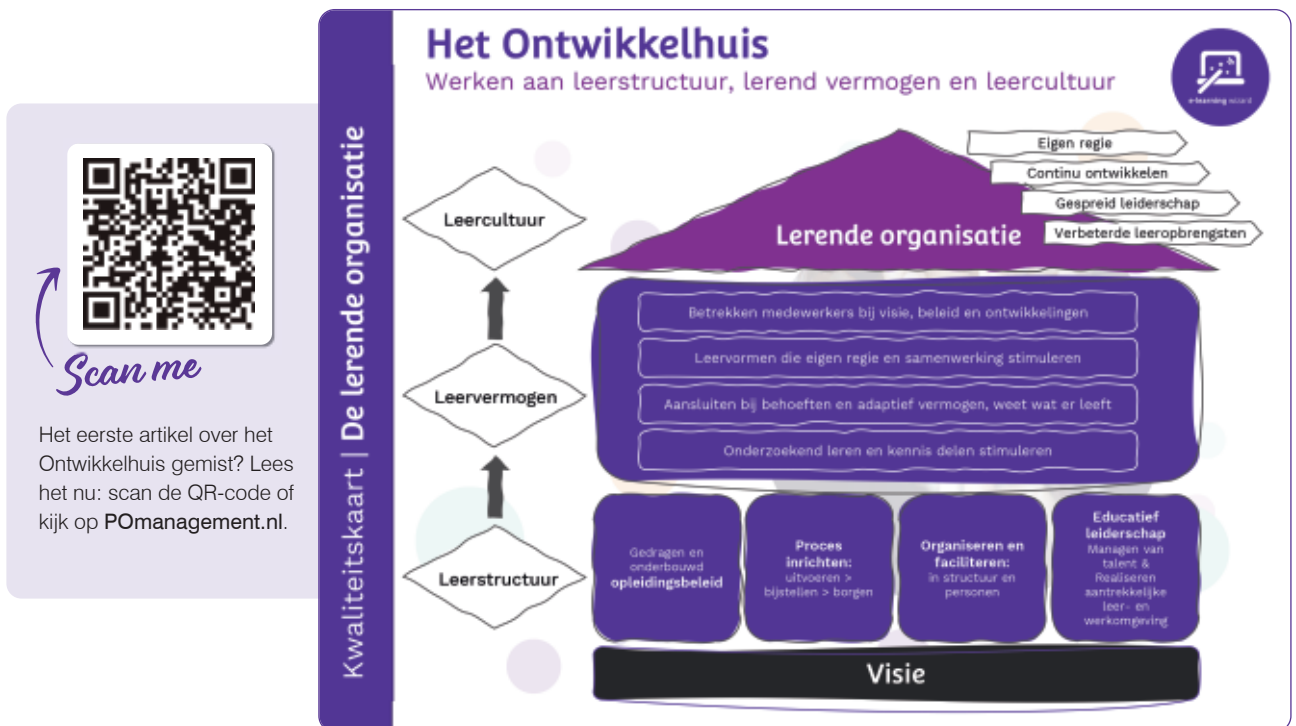 Scan me
Het eerste artikel over het
Ontwikkelhuis gemist? Lees
het nu: scan de QR-code of
kijk op POmanagement.nl.
Kwaliteitskaart | De lerende organisatie
Het Ontwikkelhuis
Werken aan leerstructuur, lerend vermogen en leercultuur
e-learning wizard
Leercultuur
Leervermogen
Leerstructuur
Eigen regie
Continu ontwikkelen
Gespreid leiderschap
Verbeterde leeropbrengsten
Lerende organisatie
Betrekken medewerkers bij visie, beleid en ontwikkelingen
Leervormen die eigen regie en samenwerking stimuleren
Aansluiten bij behoeften en adaptief vermogen, weet wat er leeft
Onderzoekend leren en kennis delen stimuleren
Gedragen en
onderbouwd
opleidingsbeleid
Proces
inrichten:
uitvoeren >
bijstellen > borgen
Organiseren en
faciliteren:
in structuur en
personen
Educatief
leiderschap
Managen van
talent &
Realiseren
aantrekkelijke
leer- en
werkomgeving
Visie